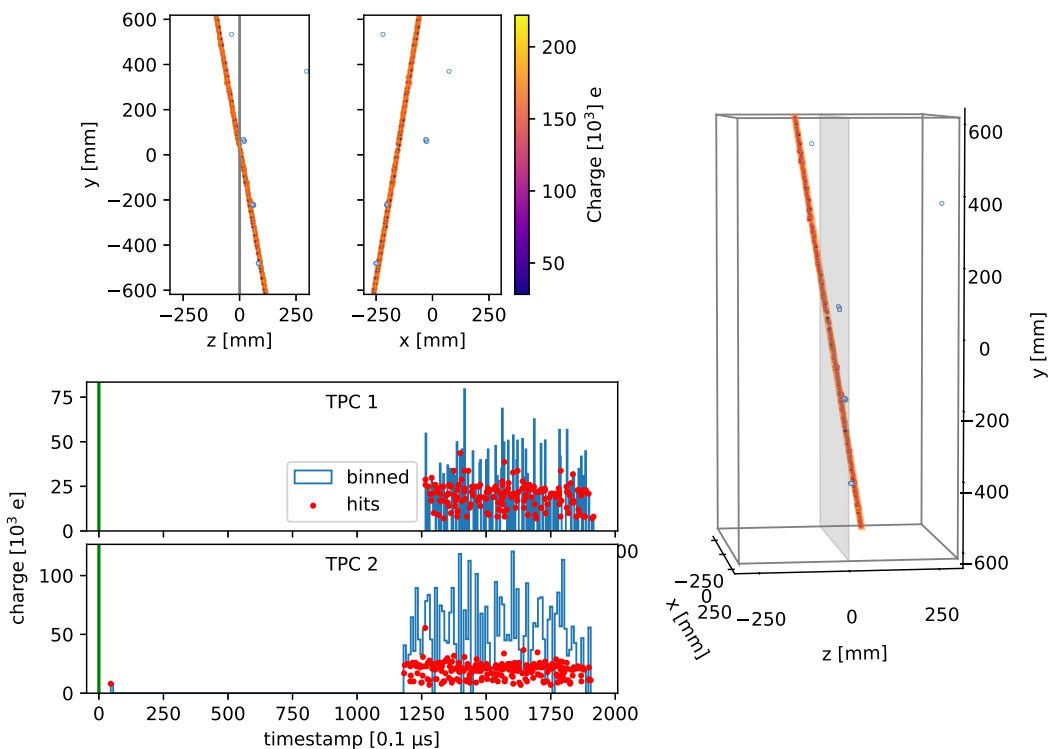 600
400
200
0
−200
−400
−600
y [mm]
−250 0 250
z [mm]
−250 0 250
x [mm]
200
150
100
50
Charge [10³] e
600
400
200
0
−200
−400
−600
y [mm]
−250
0
250
x [mm]
−250 0 250
z [mm]
75
50
25
0
TPC 1
binned
hits
00
charge [10³ e]
100
50
0
TPC 2
0 250 500 750 1000 1250 1500 1750 2000
timestamp [0.1 μs]